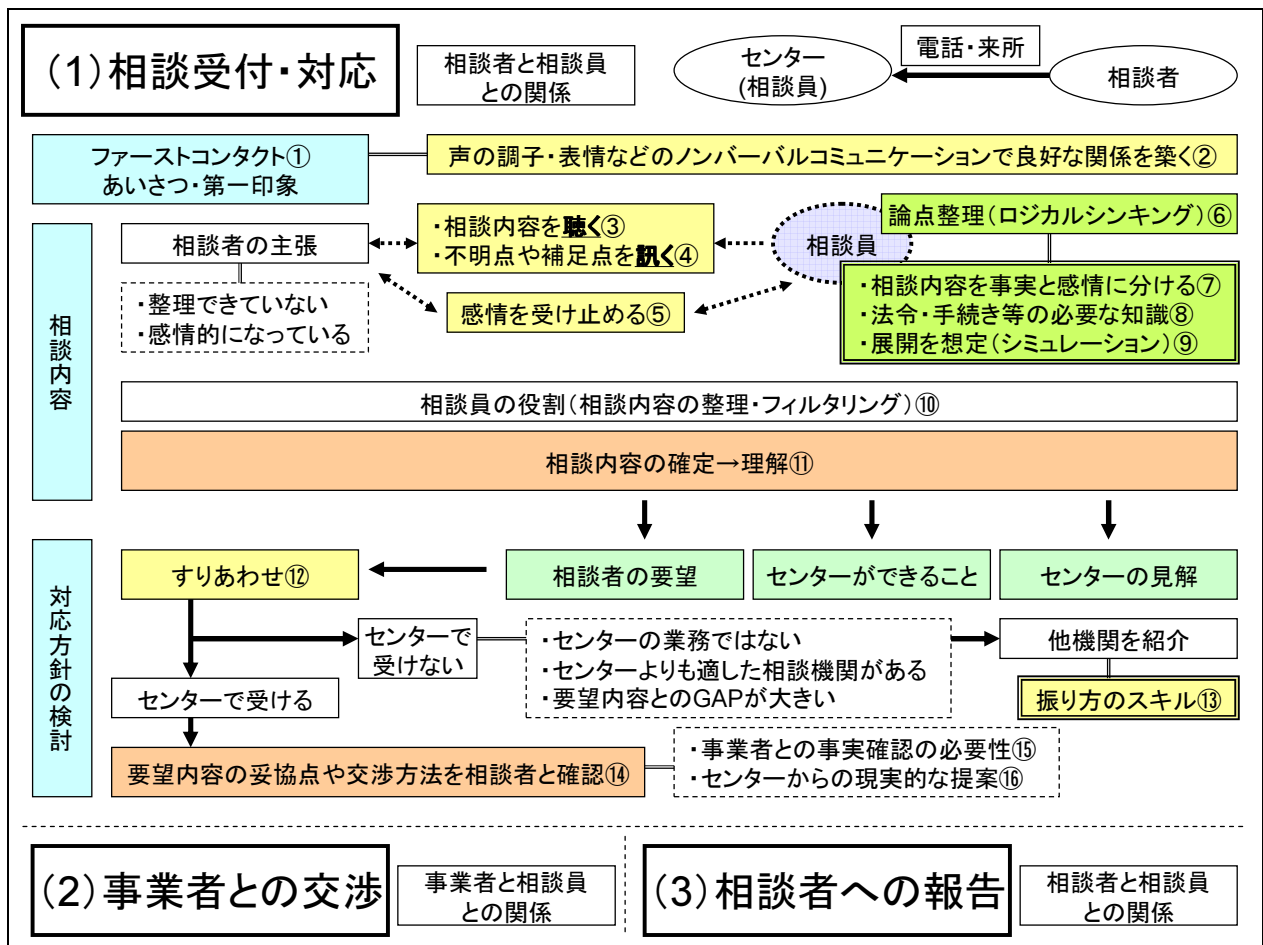 (1)相談受付・対応
相談者と相談員
との関係
センター
(相談員)
電話・来所
相談者
ファーストコンタクト①
あいさつ・第一印象
声の調子・表情などのノンバーバルコミュニケーションで良好な関係を築く②
相談内容
相談者の主張
・整理できていない
・感情的になっている
・相談内容を聴く③
・不明点や補足点を訊く④
感情を受け止める⑤
相談員
論点整理(ロジカルシンキング)⑥
・相談内容を事実と感情に分ける⑦
・法令・手続き等の必要な知識⑧
・展開を想定(シミュレーション)⑨
相談員の役割(相談内容の整理・フィルタリング)⑩
相談内容の確定→理解⑪
対応方針の検討
すりあわせ⑫
相談者の要望
センターができること
センターの見解
センターで
受けない
・センターの業務ではない
・センターよりも適した相談機関がある
・要望内容とのGAPが大きい
他機関を紹介
振り方のスキル⑬
センターで受ける
要望内容の妥協点や交渉方法を相談者と確認⑭
・事業者との事実確認の必要性⑮
・センターからの現実的な提案⑯
(2)事業者との交渉
事業者と相談員
との関係
(3)相談者への報告
相談者と相談員
との関係